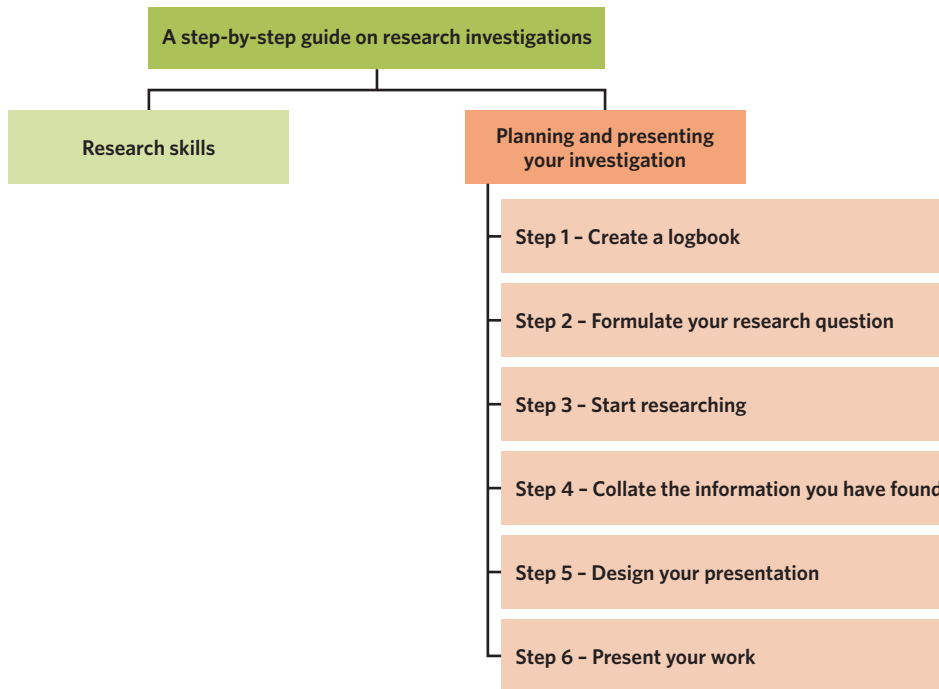 A step-by-step guide on research investigations
Research skills
Planning and presenting
your investigation
Step 1 – Create a logbook
Step 2 – Formulate your research question
Step 3 – Start researching
Step 4 – Collate the information you have found
Step 5 – Design your presentation
Step 6 – Present your work